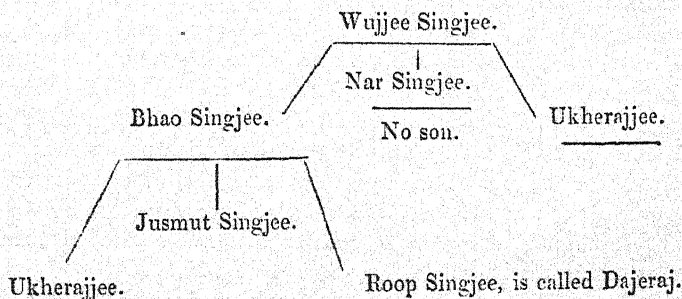 Wujjee Singjee.
Nar Singjee.
Bhao Singjee.
No son.
Ukherajjee.
Jusmut Singjee.
Ukherajjee.
Roop Singjee, is called Dajeraj.